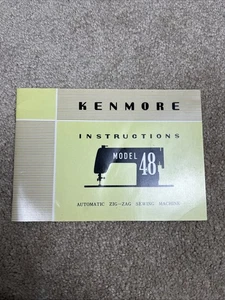 KENMORE
INSTRUCTIONS
MODEL
48
AUTOMATIC ZIG-ZAG SEWING MACHINE